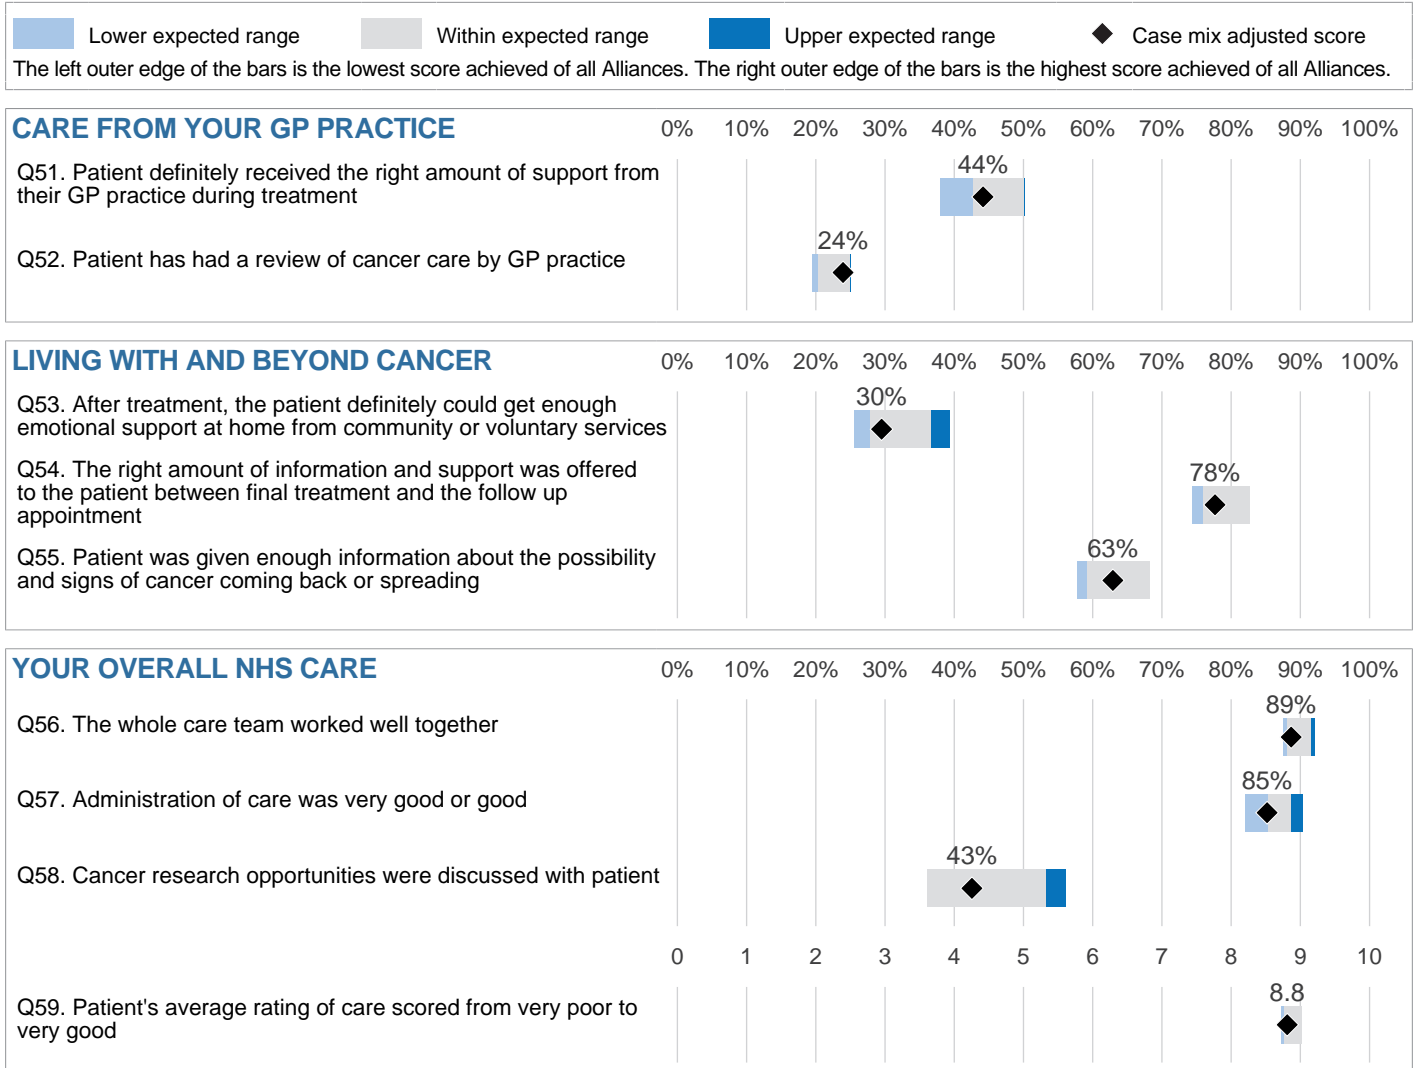 Lower expected range Within expected range Upper expected range Case mix adjusted score
The left outer edge of the bars is the lowest score achieved of all Alliances. The right outer edge of the bars is the highest score achieved of all Alliances.
CARE FROM YOUR GP PRACTICE 0% 10% 20% 30% 40% 50% 60% 70% 80% 90% 100%
Q51. Patient definitely received the right amount of support from
their GP practice during treatment
44%
Q52. Patient has had a review of cancer care by GP practice
24%
LIVING WITH AND BEYOND CANCER 0% 10% 20% 30% 40% 50% 60% 70% 80% 90% 100%
Q53. After treatment, the patient definitely could get enough
emotional support at home from community or voluntary services
30%
Q54. The right amount of information and support was offered
to the patient between final treatment and the follow up
appointment
78%
Q55. Patient was given enough information about the possibility
and signs of cancer coming back or spreading
63%
YOUR OVERALL NHS CARE 0% 10% 20% 30% 40% 50% 60% 70% 80% 90% 100%
Q56. The whole care team worked well together
89%
Q57. Administration of care was very good or good
85%
Q58. Cancer research opportunities were discussed with patient
43%
0 1 2 3 4 5 6 7 8 9 10
Q59. Patient's average rating of care scored from very poor to
very good
8.8